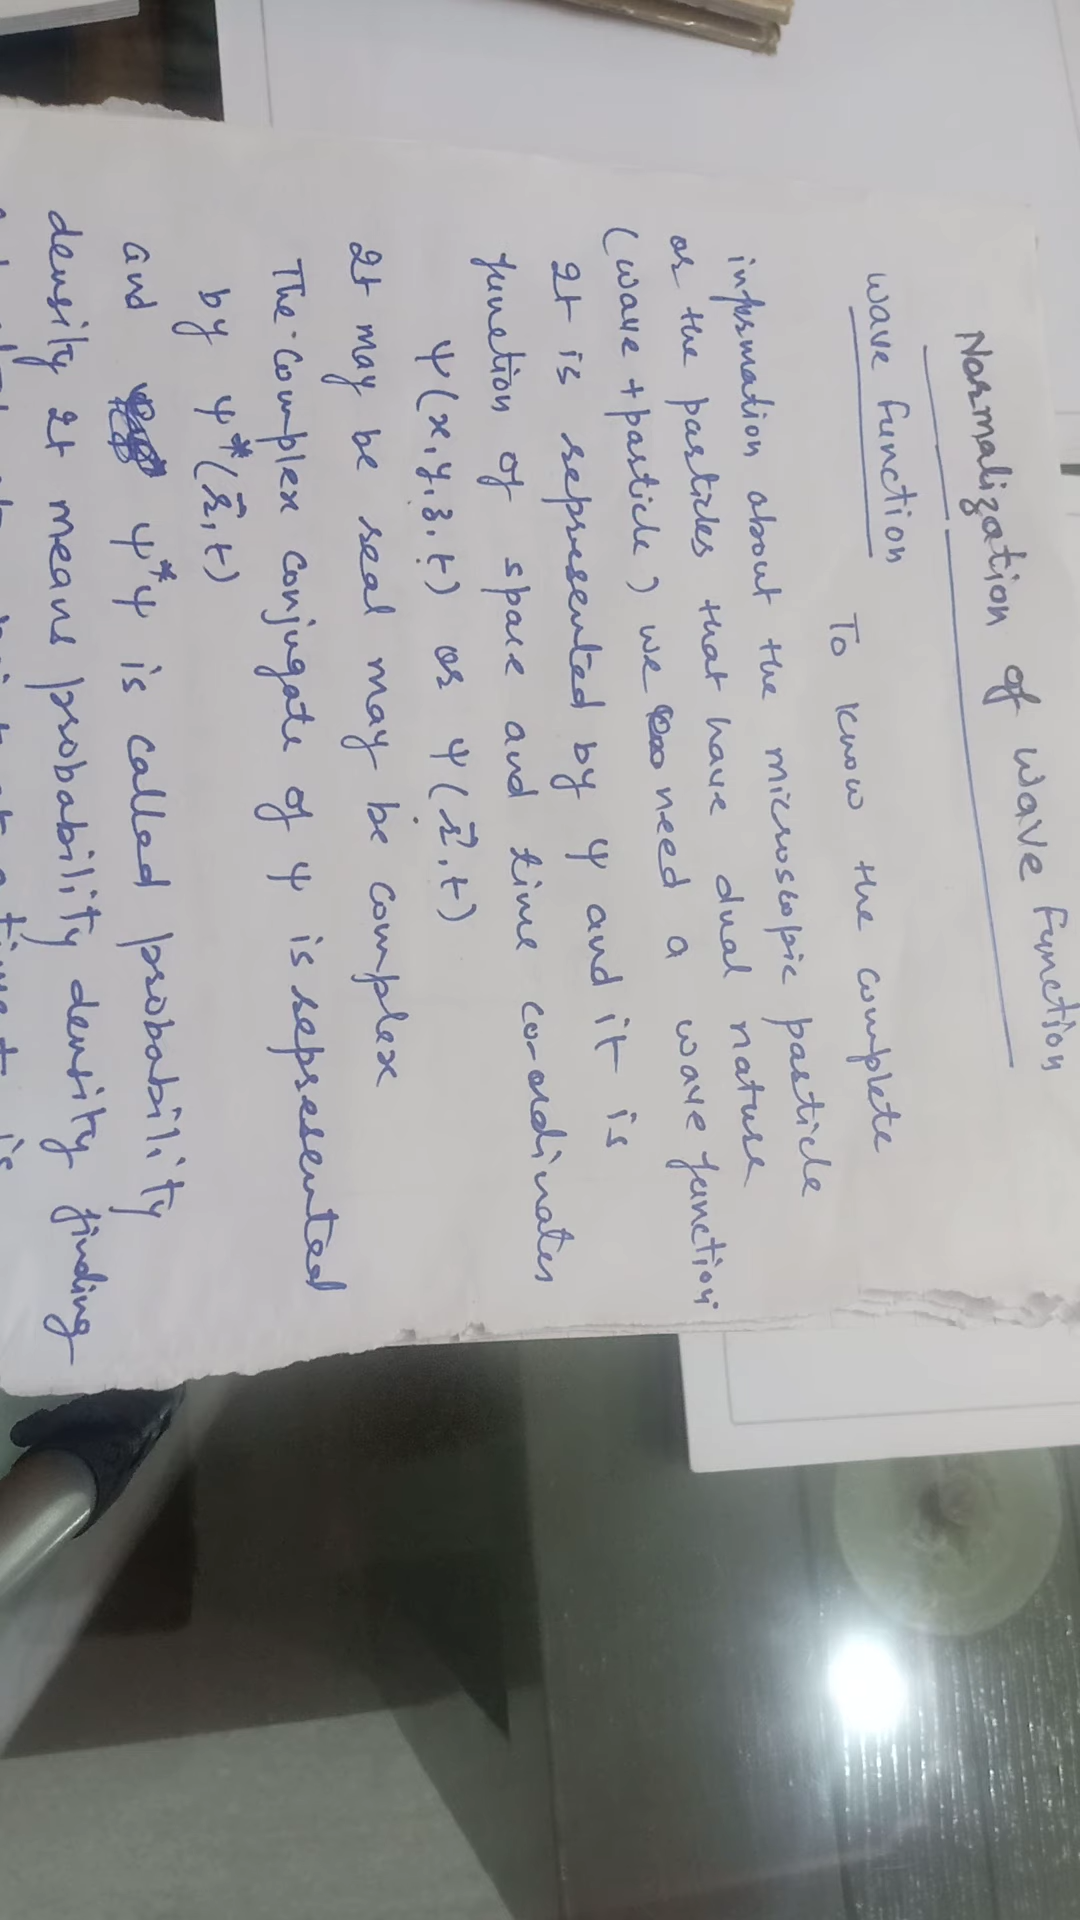 Normalization of wave function
wave function
To know the complete
information about the microscopic particle
or the particles that have dual nature
(wave + particle) we need a wave function.
It is represented by ψ and it is
function of space and time co-ordinates
ψ(x,y,z,t) or ψ(r⃗,t)
It may be real may be complex
The complex conjugate of ψ is represented
by ψ*(r⃗,t)
and ψ*ψ is called probability
density It means probability density finding